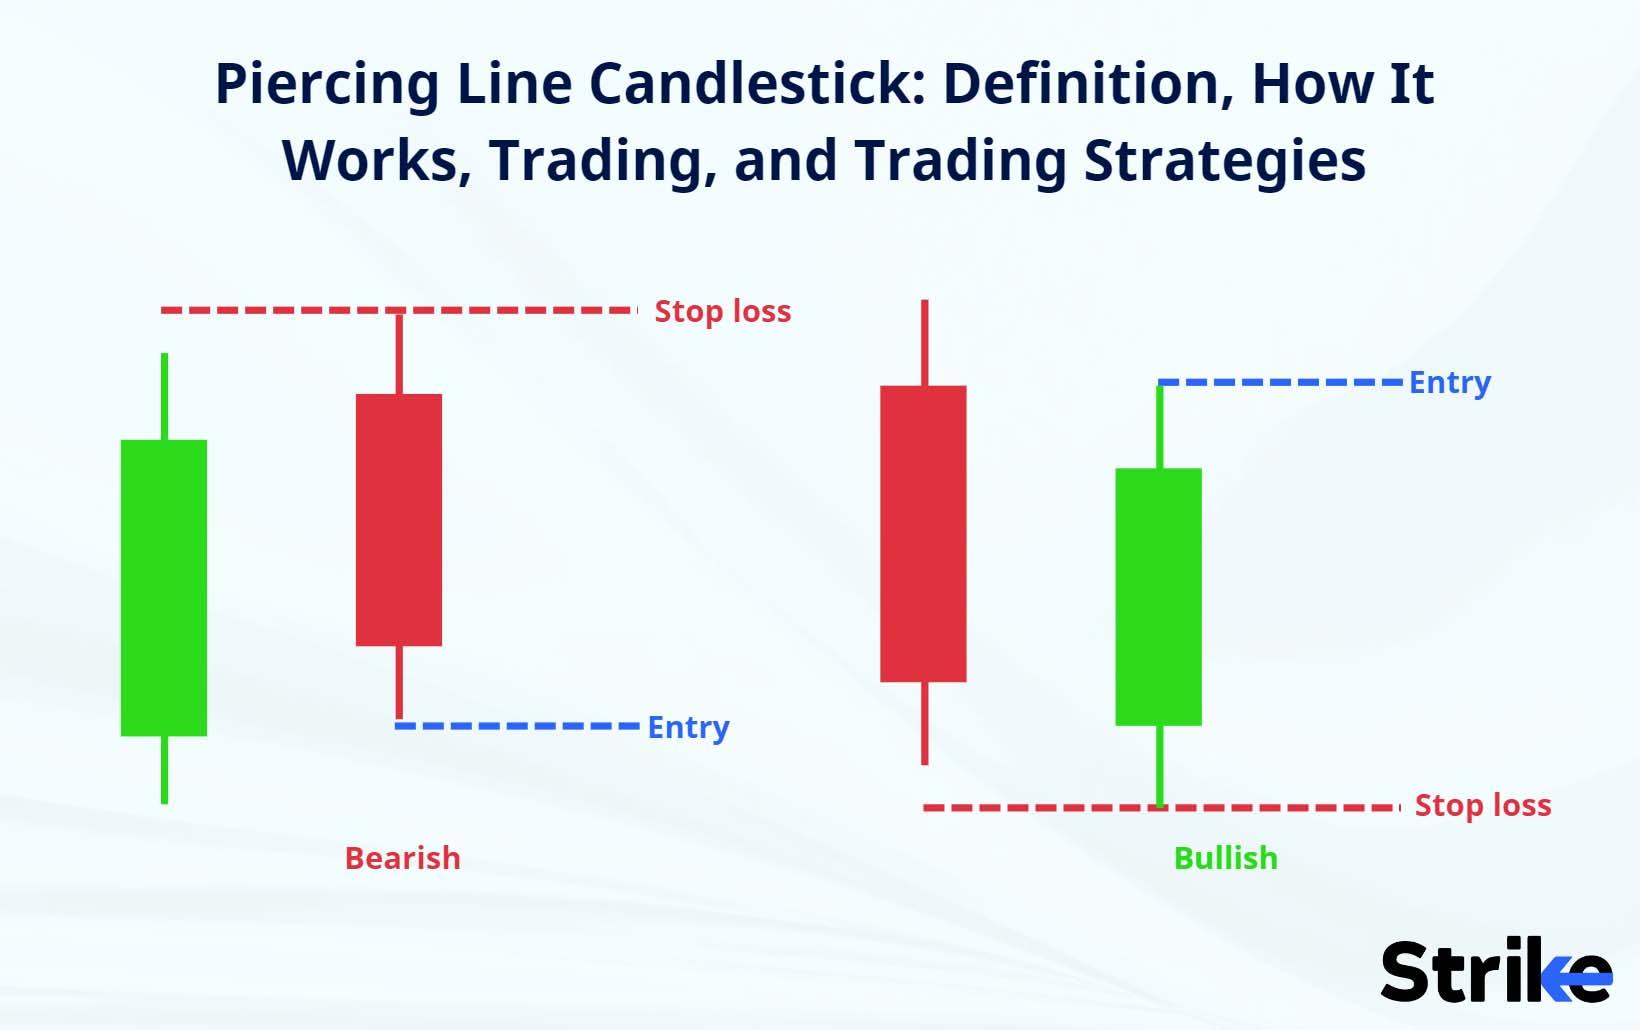 Piercing Line Candlestick: Definition, How It
Works, Trading, and Trading Strategies
Stop loss
Entry
Bearish
Entry
Stop loss
Bullish
Strike